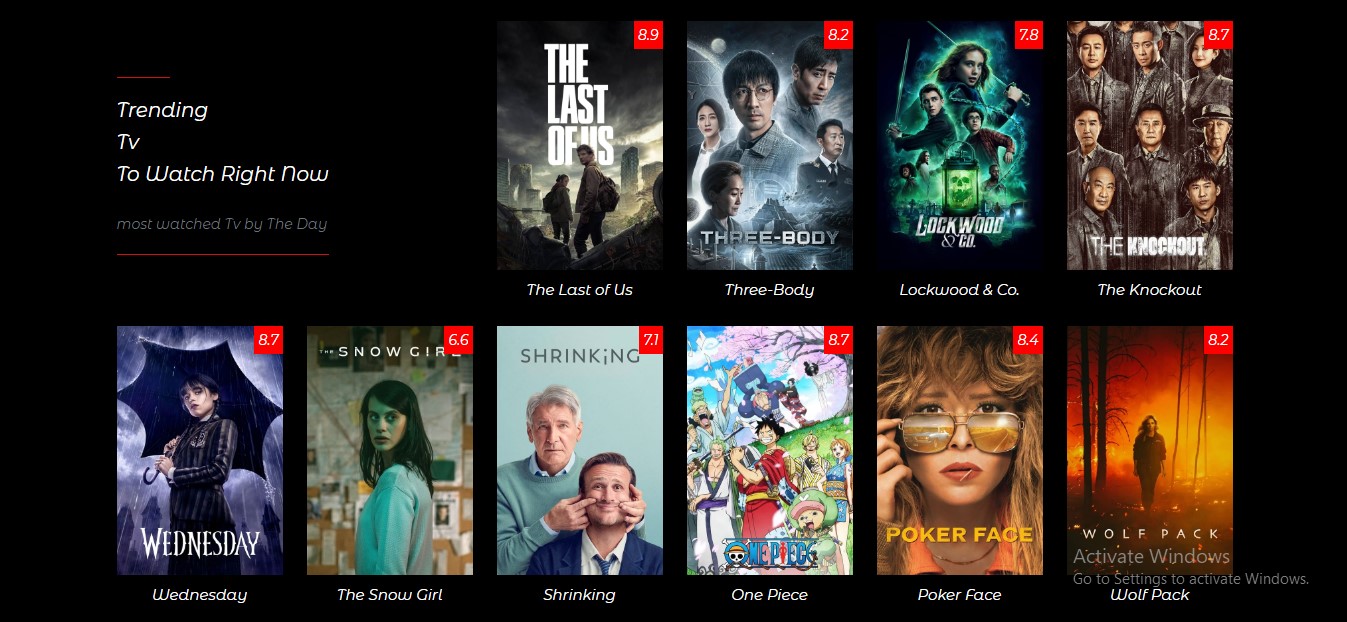 Trending
Tv
To Watch Right Now
most watched Tv by The Day
8.9
THE
LAST
OF US
The Last of Us
8.2
THREE-BODY
Three-Body
7.8
LOCKWOOD
& CO.
Lockwood & Co.
8.7
THE KNOCKOUT
The Knockout
8.7
WEDNESDAY
Wednesday
6.6
THE SNOW GIRL
The Snow Girl
7.1
SHRINKING
Shrinking
8.7
ONE PIECE
One Piece
8.4
POKER FACE
Poker Face
8.2
WOLF PACK
Activate Windows
Go to Settings to activate Windows.
Wolf Pack